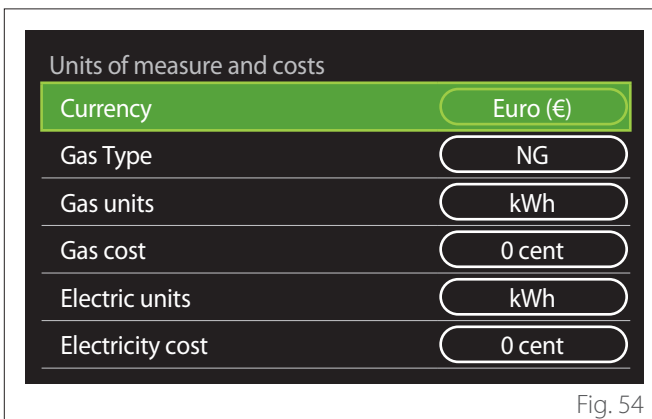 Units of measure and costs
Currency Euro (€)
Gas Type NG
Gas units kWh
Gas cost 0 cent
Electric units kWh
Electricity cost 0 cent
Fig. 54